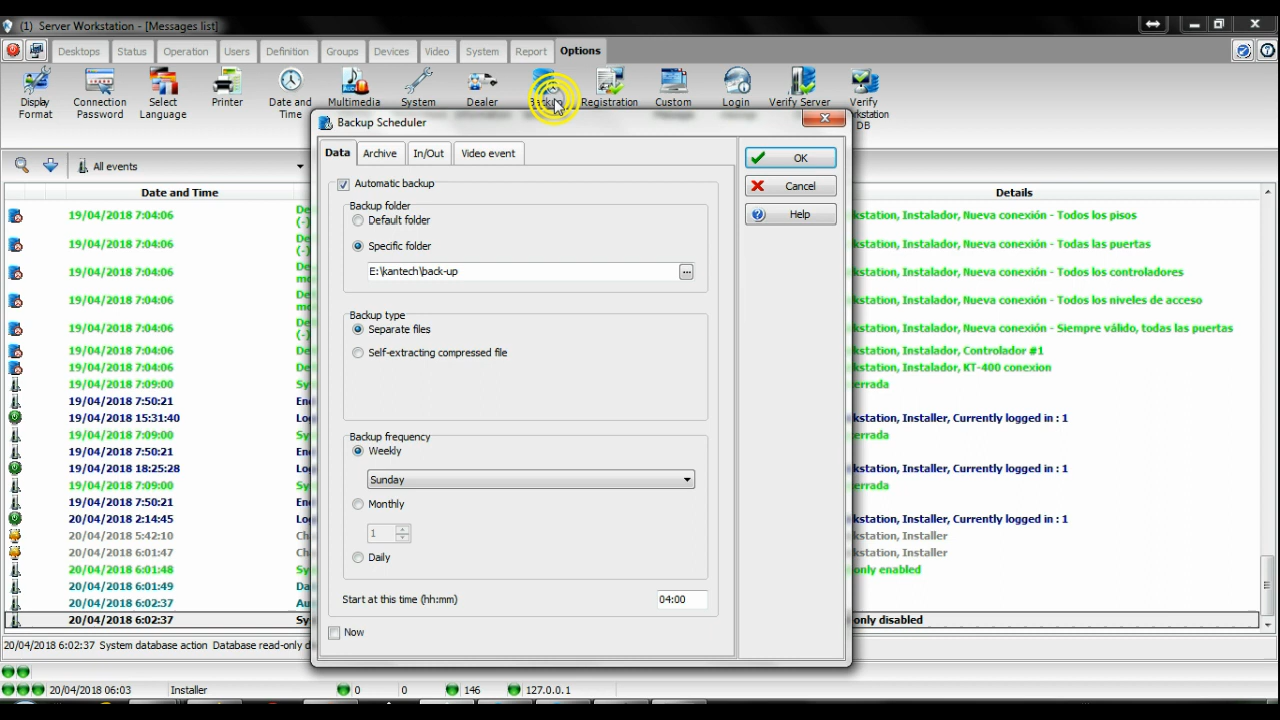 (1) Server Workstation - [Messages list]
Desktops Status Operation Users Definition Groups Devices Video System Report Options
Display Format
Connection Password
Select Language
Printer
Date and Time
Multimedia
System
Dealer
Registration
Custom
Login
Verify Server
Verify
DB
Backup Scheduler
All events
Data Archive In/Out Video event
OK
Cancel
Help
Automatic backup
Backup folder
Default folder
Specific folder
E:\kantech\back-up
...
Backup type
Separate files
Self-extracting compressed file
Backup frequency
Weekly
Sunday
Monthly
1
Daily
Start at this time (hh:mm) 04:00
Now
Date and Time Details
19/04/2018 7:04:06 kstation, Instalador, Nueva conexión - Todos los pisos
19/04/2018 7:04:06 kstation, Instalador, Nueva conexión - Todas las puertas
19/04/2018 7:04:06 kstation, Instalador, Nueva conexión - Todos los controladores
19/04/2018 7:04:06 kstation, Instalador, Nueva conexión - Todos los niveles de acceso
19/04/2018 7:04:06 kstation, Instalador, Nueva conexión - Siempre válido, todas las puertas
19/04/2018 7:04:06 kstation, Instalador, Controlador #1
19/04/2018 7:04:06 kstation, Instalador, KT-400 conexion
19/04/2018 7:09:00 errada
19/04/2018 7:50:21
19/04/2018 15:31:40 kstation, Installer, Currently logged in : 1
19/04/2018 7:09:00 errada
19/04/2018 7:50:21
19/04/2018 18:25:28 kstation, Installer, Currently logged in : 1
19/04/2018 7:09:00 errada
19/04/2018 7:50:21
20/04/2018 2:14:45 kstation, Installer, Currently logged in : 1
20/04/2018 5:42:10 kstation, Installer
20/04/2018 6:01:47 kstation, Installer
20/04/2018 6:01:48 only enabled
20/04/2018 6:01:49
20/04/2018 6:02:37
20/04/2018 6:02:37 only disabled
20/04/2018 6:02:37 System database action Database read-only d
20/04/2018 06:03 Installer 0 0 146 127.0.0.1